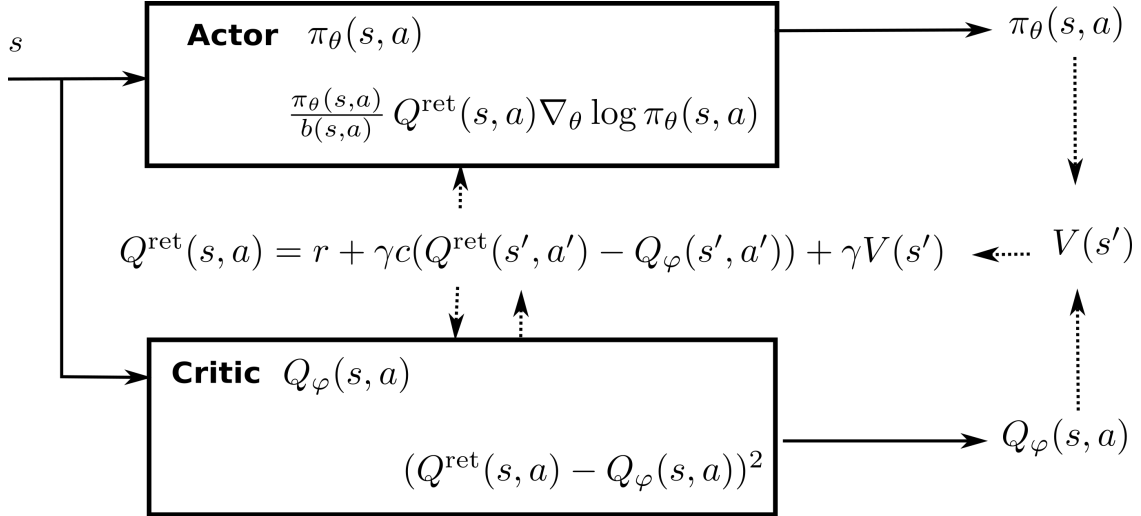 s
Actor π_θ(s, a)
π_θ(s, a)
π_θ(s,a)/b(s,a) Q^ret(s, a)∇_θ log π_θ(s, a)
Q^ret(s, a) = r + γc(Q^ret(s′, a′) − Q_φ(s′, a′)) + γV(s′)
V(s′)
Critic Q_φ(s, a)
Q_φ(s, a)
(Q^ret(s, a) − Q_φ(s, a))^2